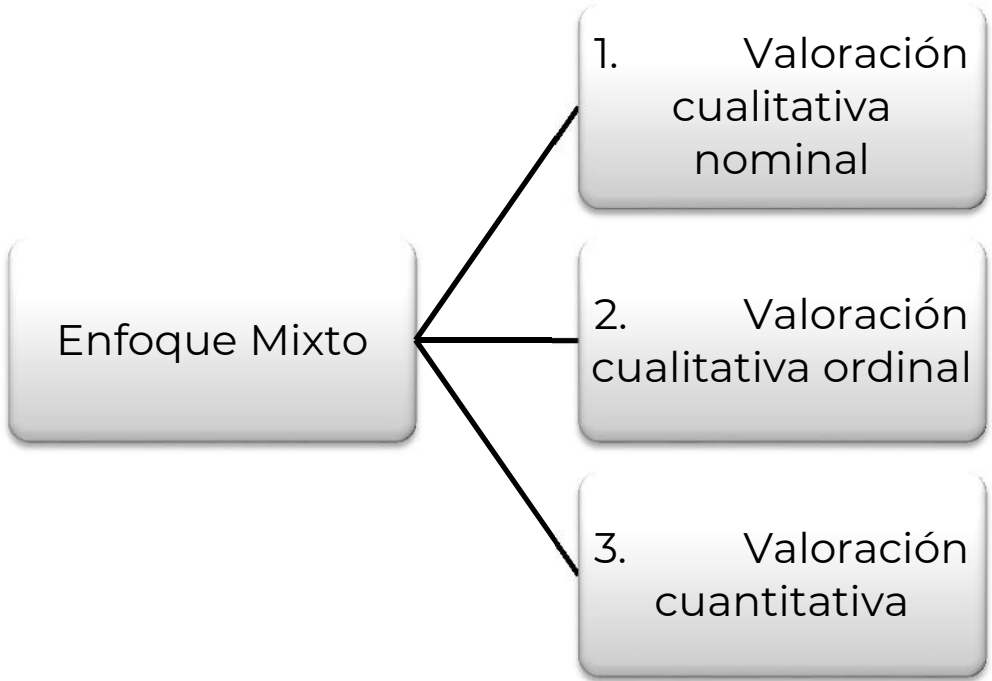 1. Valoración
cualitativa
nominal
Enfoque Mixto
2. Valoración
cualitativa ordinal
3. Valoración
cuantitativa